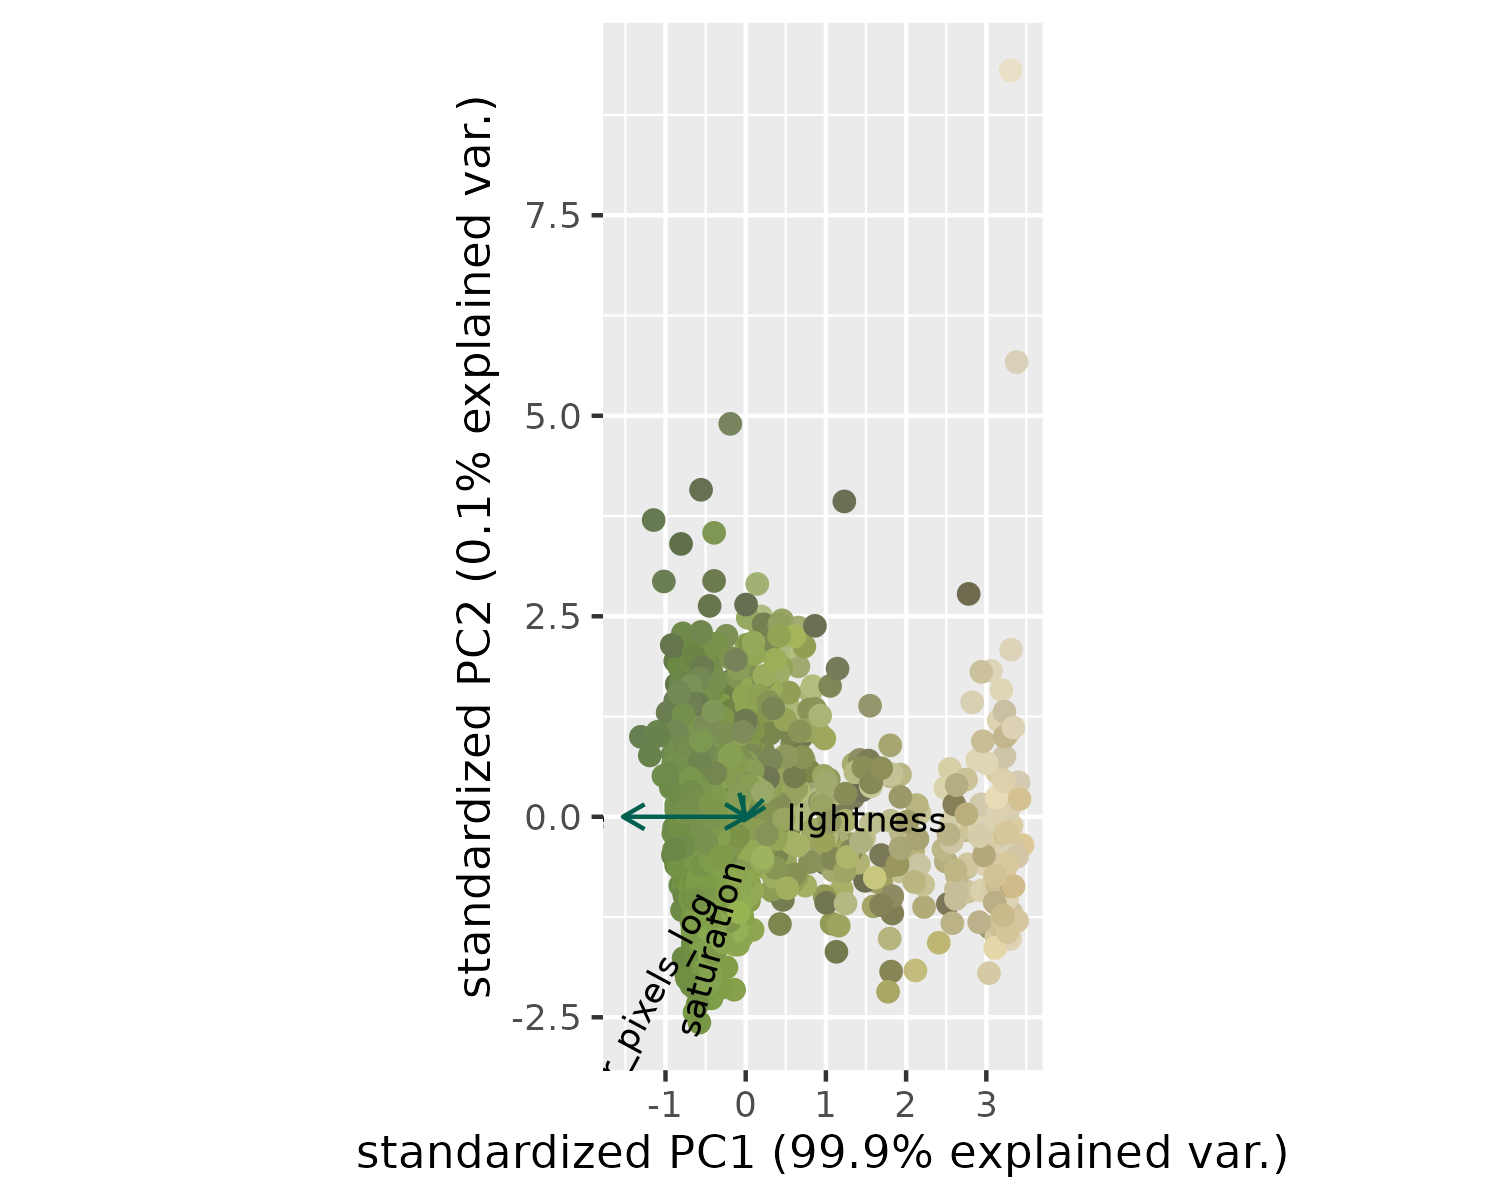 standardized PC2 (0.1% explained var.)
7.5
5.0
2.5
0.0
-2.5
lightness
saturation
r_pixels_log
-1 0 1 2 3
standardized PC1 (99.9% explained var.)